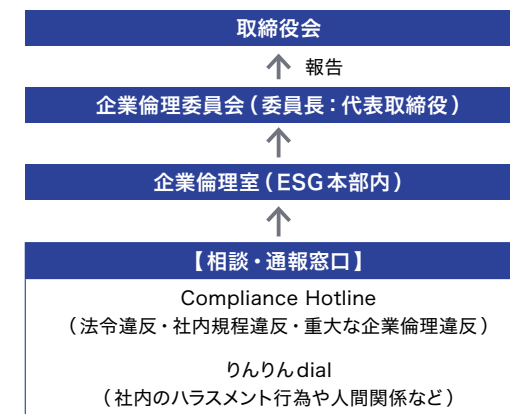 取締役会
報告
企業倫理委員会(委員長:代表取締役)
企業倫理室(ESG本部内)
【相談・通報窓口】
Compliance Hotline
(法令違反・社内規程違反・重大な企業倫理違反)
りんりんdial
(社内のハラスメント行為や人間関係など)